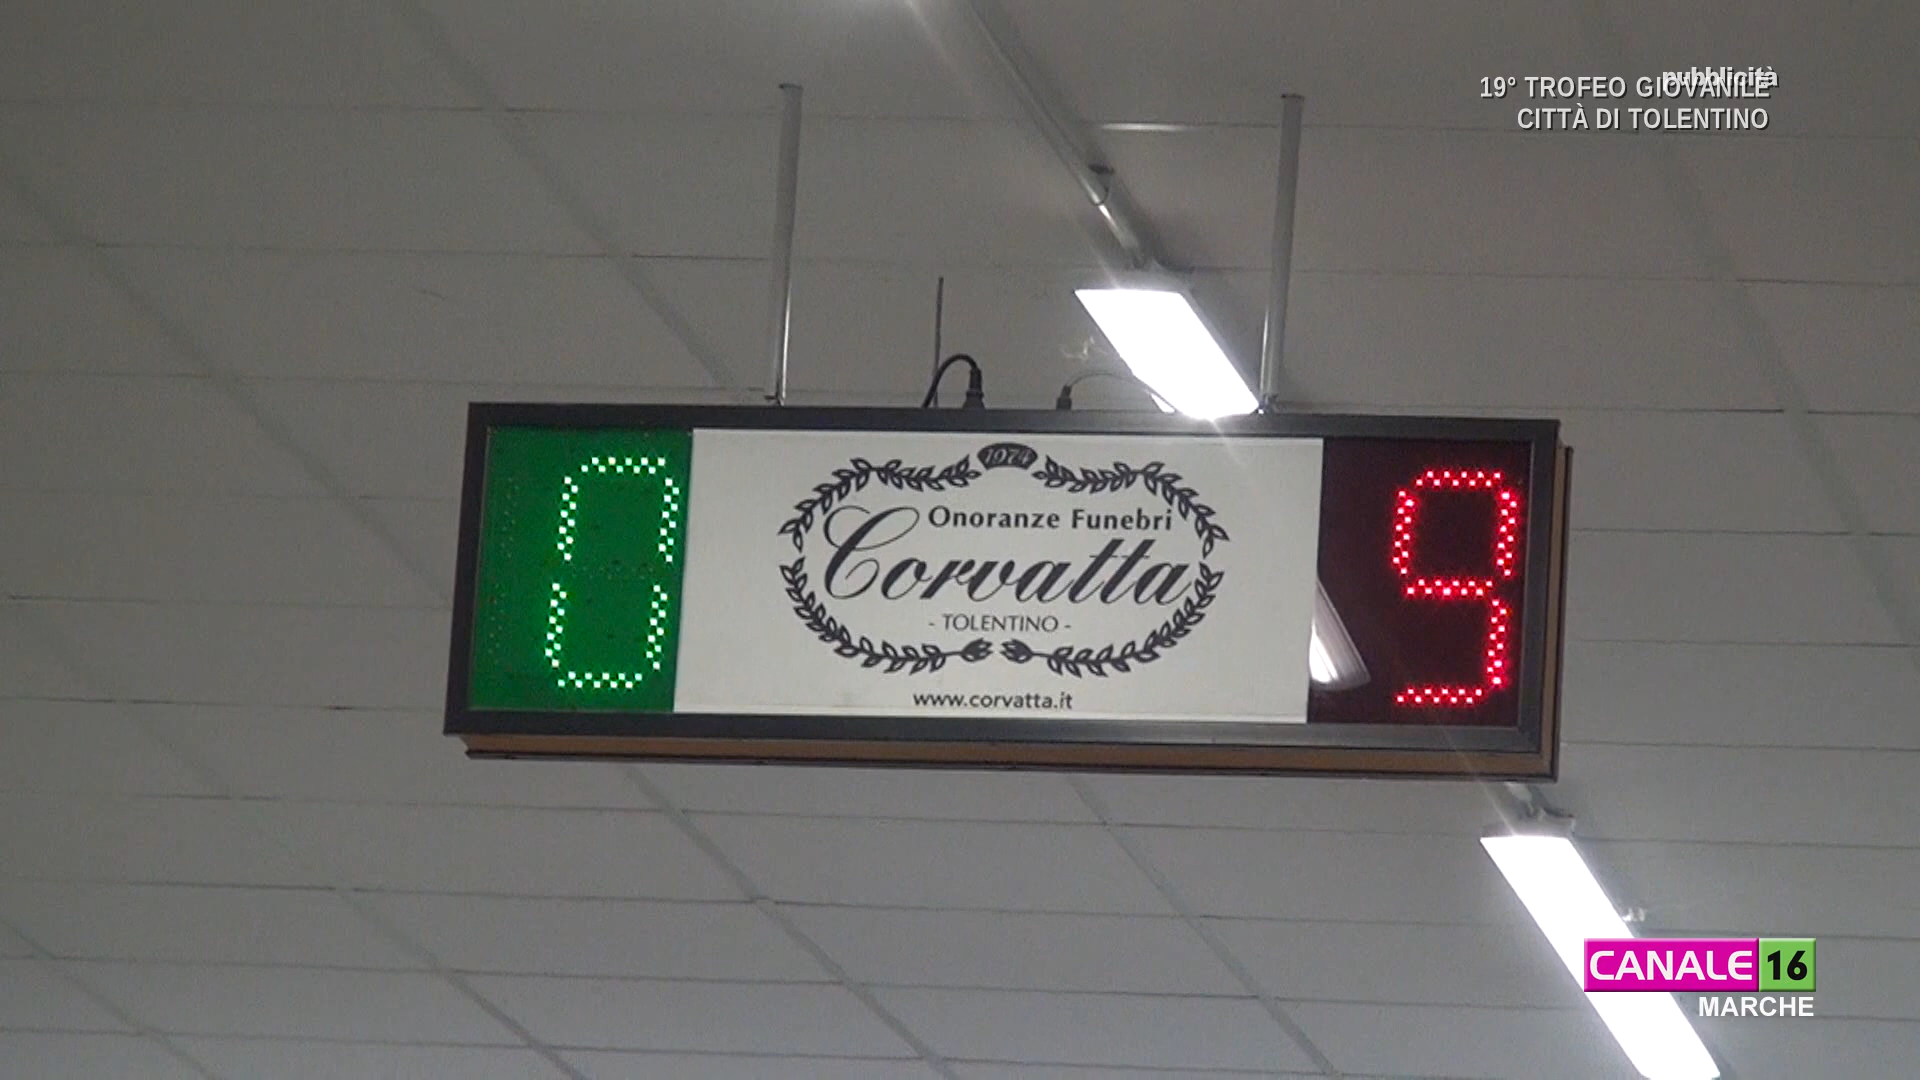 pubblicità
19° TROFEO GIOVANILE
CITTÀ DI TOLENTINO
0
1974
Onoranze Funebri
Corvatta
- TOLENTINO -
www.corvatta.it
9
CANALE 16
MARCHE